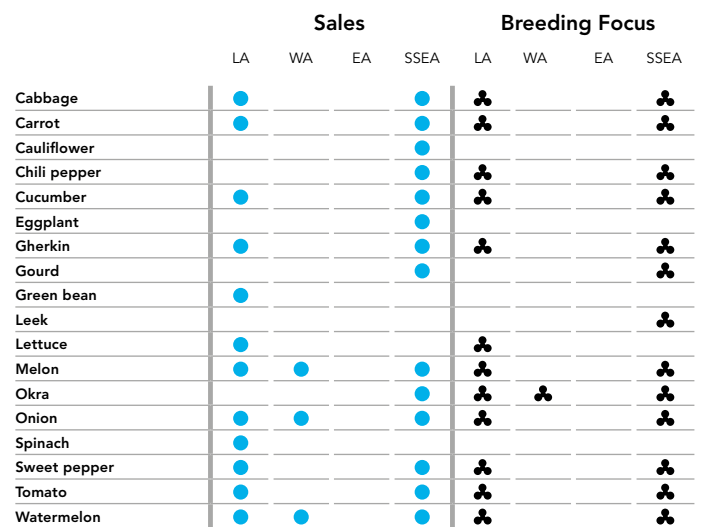 Sales Breeding Focus
LA WA EA SSEA LA WA EA SSEA
Cabbage
Carrot
Cauliflower
Chili pepper
Cucumber
Eggplant
Gherkin
Gourd
Green bean
Leek
Lettuce
Melon
Okra
Onion
Spinach
Sweet pepper
Tomato
Watermelon